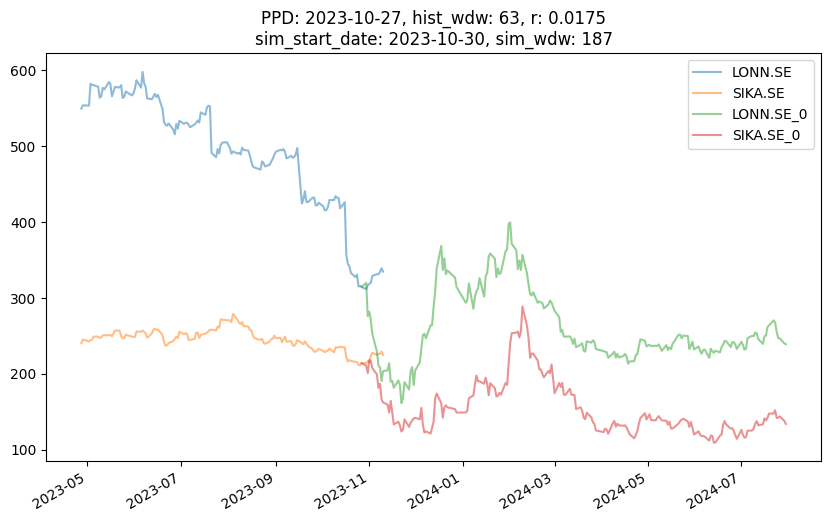 PPD: 2023-10-27, hist_wdw: 63, r: 0.0175
sim_start_date: 2023-10-30, sim_wdw: 187
LONN.SE
SIKA.SE
LONN.SE_0
SIKA.SE_0
600
500
400
300
200
100
2023-05
2023-07
2023-09
2023-11
2024-01
2024-03
2024-05
2024-07